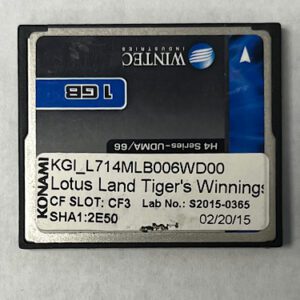 WINTEC
INDUSTRIES
1 GB
H4 Series-UDMA/66
KONAMI
KGI_L714MLB006WD00
Lotus Land Tiger's Winnings
CF SLOT: CF3 Lab No.: S2015-0365
SHA1:2E50 02/20/15